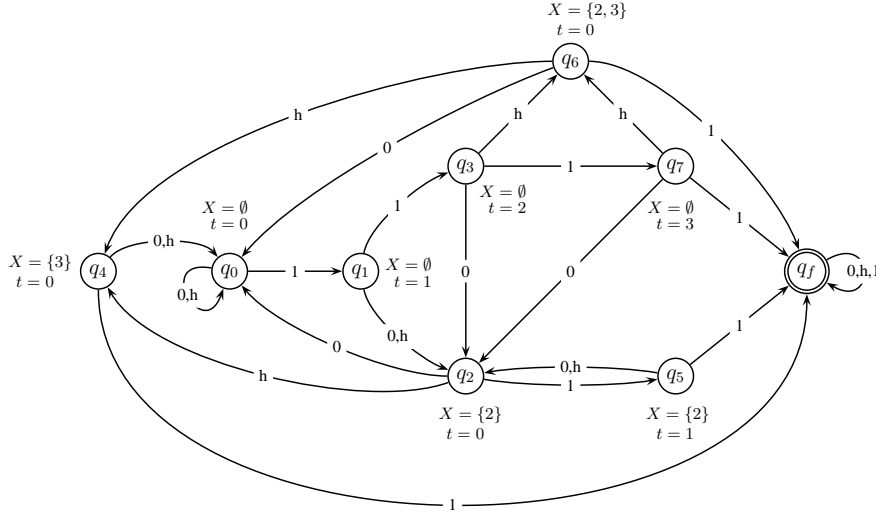 X = {2, 3}
t = 0
q6
h
0
1
h
h
q3
1
q7
X = ∅
t = 2
X = ∅
t = 3
1
1
0
0
X = ∅
t = 0
0,h
X = {3}
t = 0
q4
q0
1
q1
X = ∅
t = 1
qf
0,h,1
0,h
0,h
0
1
h
q2
0,h
1
q5
X = {2}
t = 0
X = {2}
t = 1
1